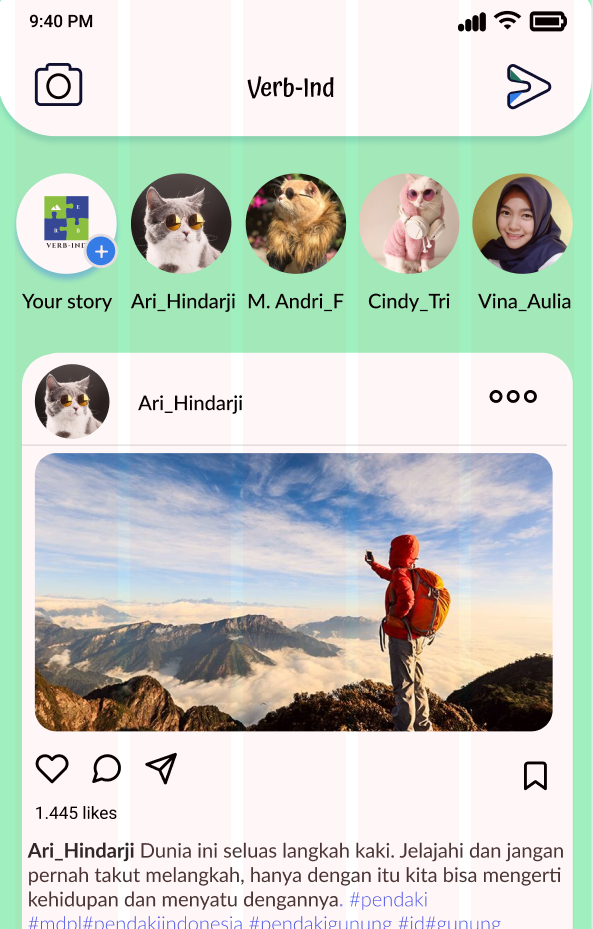 9:40 PM
Verb-Ind
VERB-IND
Your story
Ari_Hindarji
M. Andri_F
Cindy_Tri
Vina_Aulia
Ari_Hindarji
1.445 likes
Ari_Hindarji Dunia ini seluas langkah kaki. Jelajahi dan jangan
pernah takut melangkah, hanya dengan itu kita bisa mengerti
kehidupan dan menyatu dengannya. #pendaki
#mdpl#pendakiindonesia #pendakigunung #id#gunung